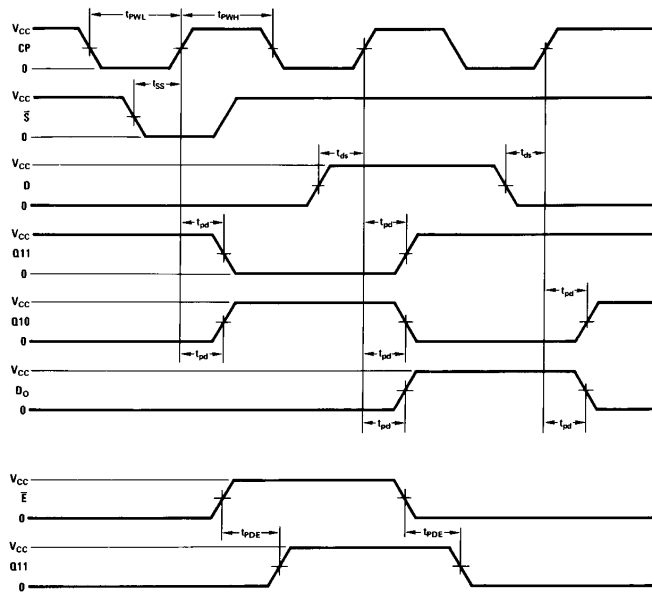 tPWL tPWH
VCC
CP
0
tSS
VCC
S̅
0
tds tds
VCC
D
0
tpd tpd
VCC
Q11
0
tpd
VCC
Q10
0
tpd tpd
VCC
DO
0
tpd tpd
VCC
E̅
0
tPDE tPDE
VCC
Q11
0